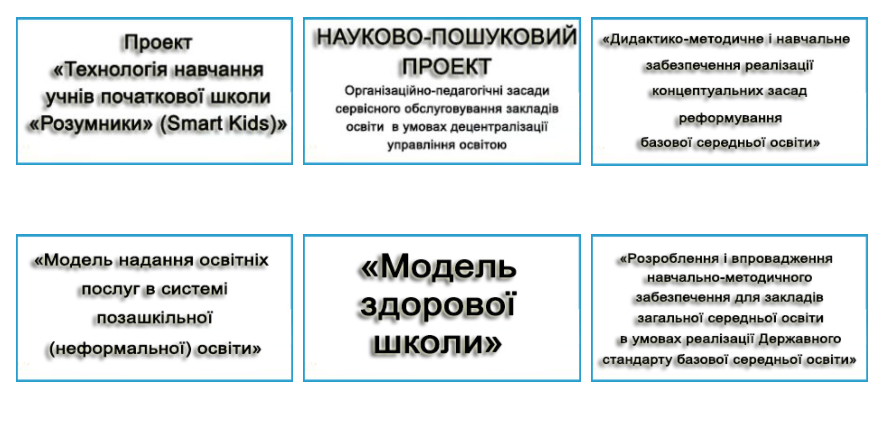 Проект
«Технологія навчання
учнів початкової школи
«Розумники» (Smart Kids)»
НАУКОВО-ПОШУКОВИЙ
ПРОЕКТ
Організаційно-педагогічні засади
сервісного обслуговування закладів
освіти в умовах децентралізації
управління освітою
«Дидактико-методичне і навчальне
забезпечення реалізації
концептуальних засад
реформування
базової середньої освіти»
«Модель надання освітніх
послуг в системі
позашкільної
(неформальної) освіти»
«Модель
здорової
школи»
«Розроблення і впровадження
навчально-методичного
забезпечення для закладів
загальної середньої освіти
в умовах реалізації Державного
стандарту базової середньої освіти»